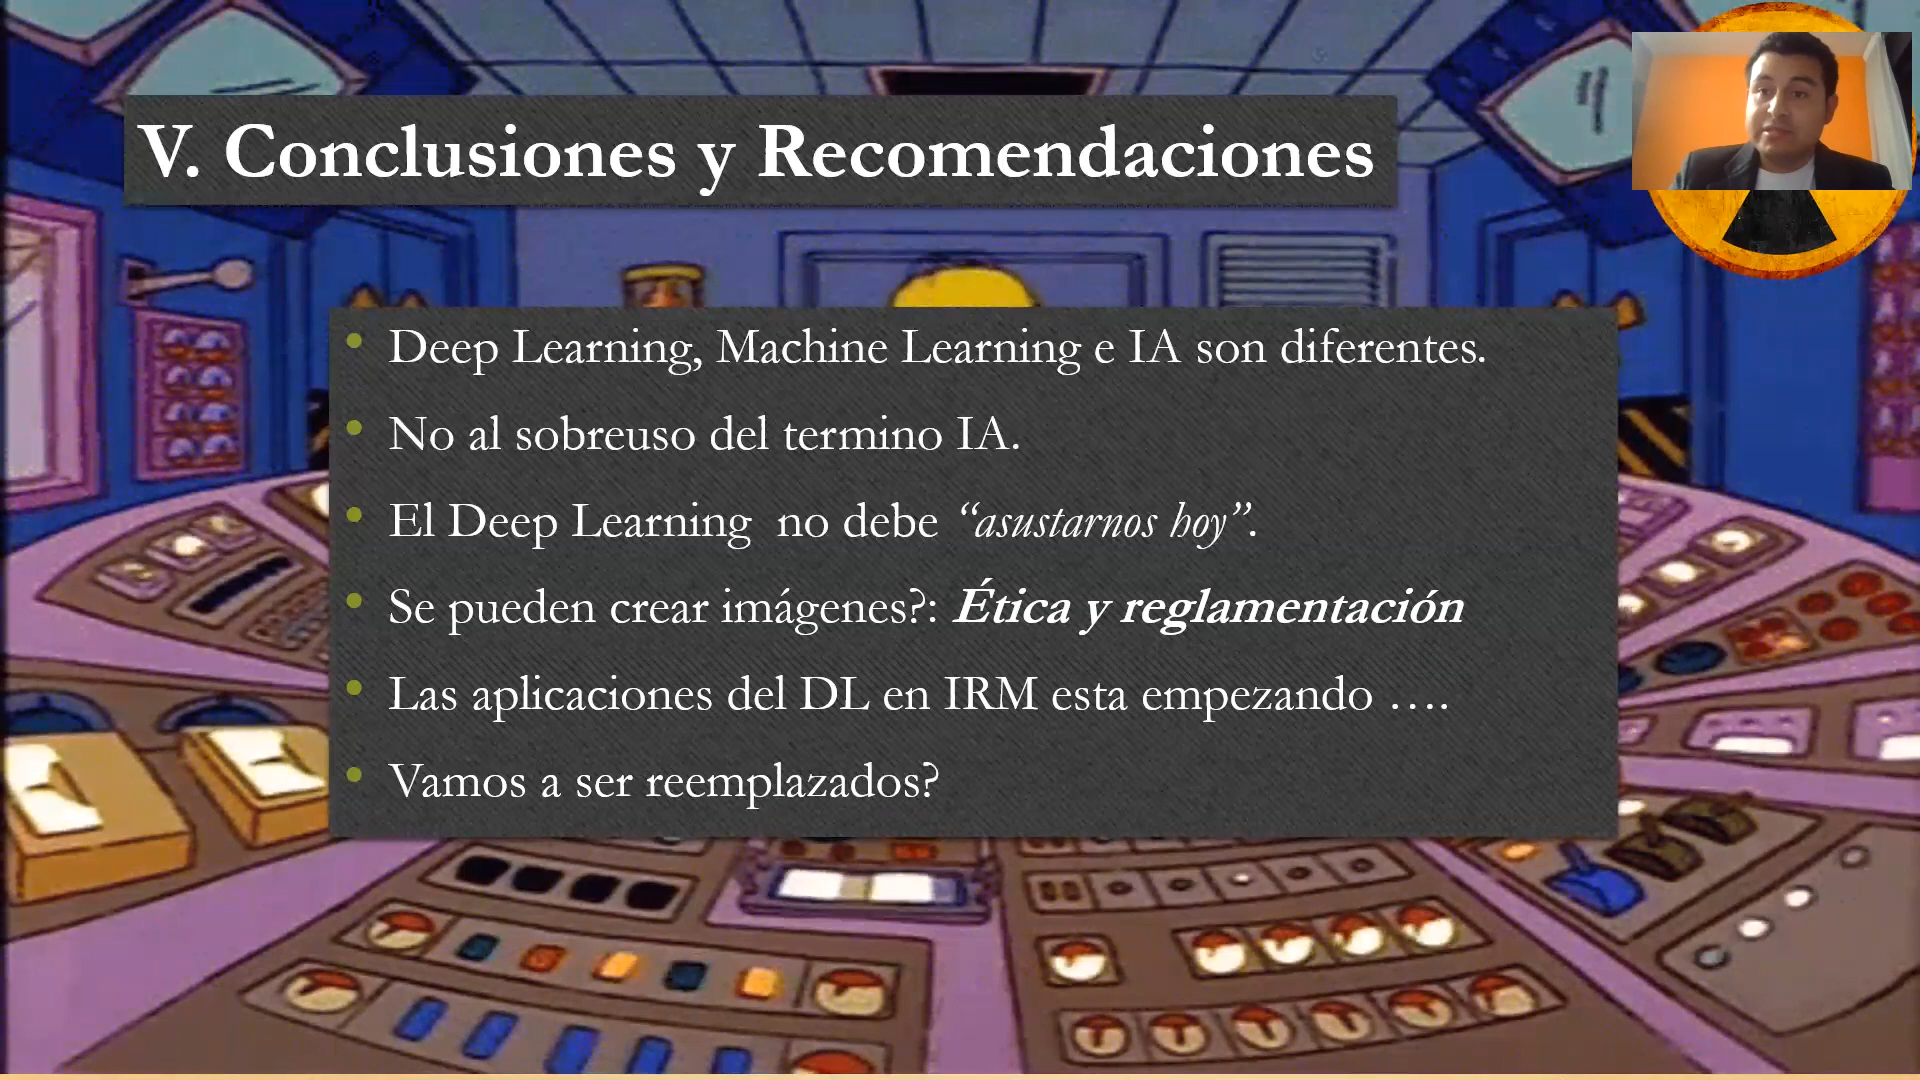 V. Conclusiones y Recomendaciones
Deep Learning, Machine Learning e IA son diferentes.
No al sobreuso del termino IA.
El Deep Learning  no debe “asustarnos hoy”.
Se pueden crear imágenes?: Ética y reglamentación
Las aplicaciones del DL en IRM esta empezando ….
Vamos a ser reemplazados?